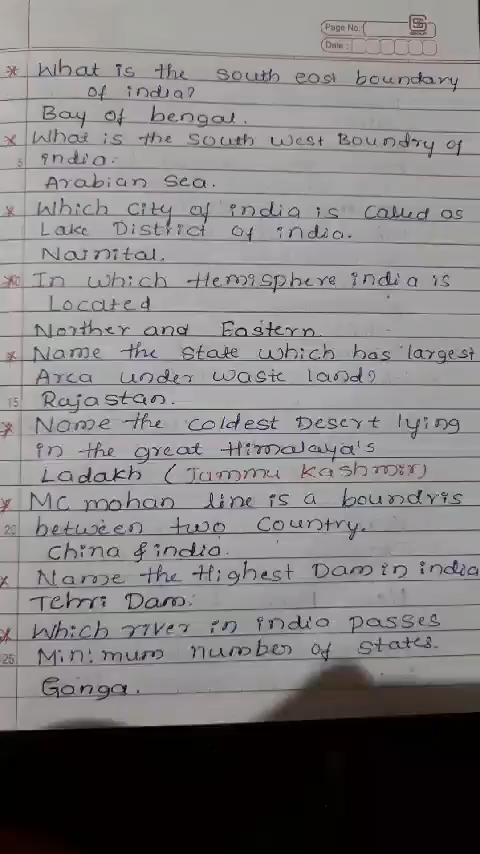 Page No.
Date:
* What is the south east boundary
of india?
Bay of bengal.
* What is the south west Boundry of
5 india.
Arabian sea.
* Which city of india is called as
Lake District of india.
Nainital.
* 10 In which Hemisphere india is
Located
Norther and Eastern.
* Name the state which has largest
Area under waste land?
15 Rajastan.
* Name the coldest Desert lying
in the great Himalaya's
Ladakh (Jammu Kashmir)
* Mc mohan line is a boundris
20 between two country.
china & india.
* Name the Highest Dam in india
Tehri Dam.
* Which river in india passes
25 Minimum number of states.
Ganga.